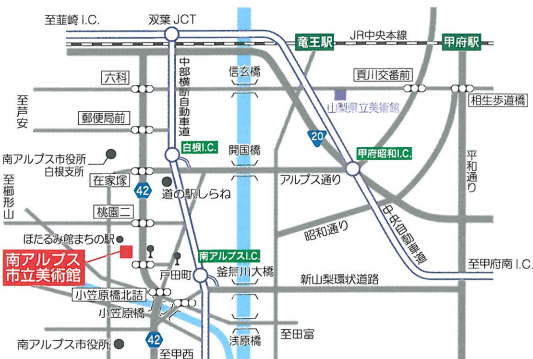 至韮崎 I.C.
双葉 JCT
竜王駅
JR中央本線
甲府駅
中部横断自動車道
信玄橋
貢川交番前
六科
山梨県立美術館
相生歩道橋
至芦安
郵便局前
20
白根I.C.
開国橋
甲府昭和I.C.
平和通り
南アルプス市役所
白根支所
在家塚
42
道の駅しらね
アルプス通り
至櫛形山
桃園二
昭和通り
中央自動車道
ほたるみ館まちの駅
南アルプス
市立美術館
戸田町
南アルプスI.C.
釜無川大橋
至甲府南 I.C.
新山梨環状道路
小笠原橋北詰
小笠原橋
42
南アルプス市役所
至甲西
浅原橋
至田富